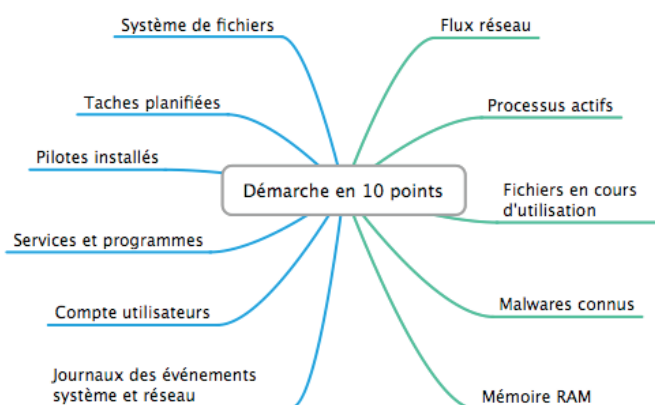 Système de fichiers
Flux réseau
Taches planifiées
Processus actifs
Pilotes installés
Démarche en 10 points
Fichiers en cours
d'utilisation
Services et programmes
Compte utilisateurs
Malwares connus
Journaux des événements
système et réseau
Mémoire RAM